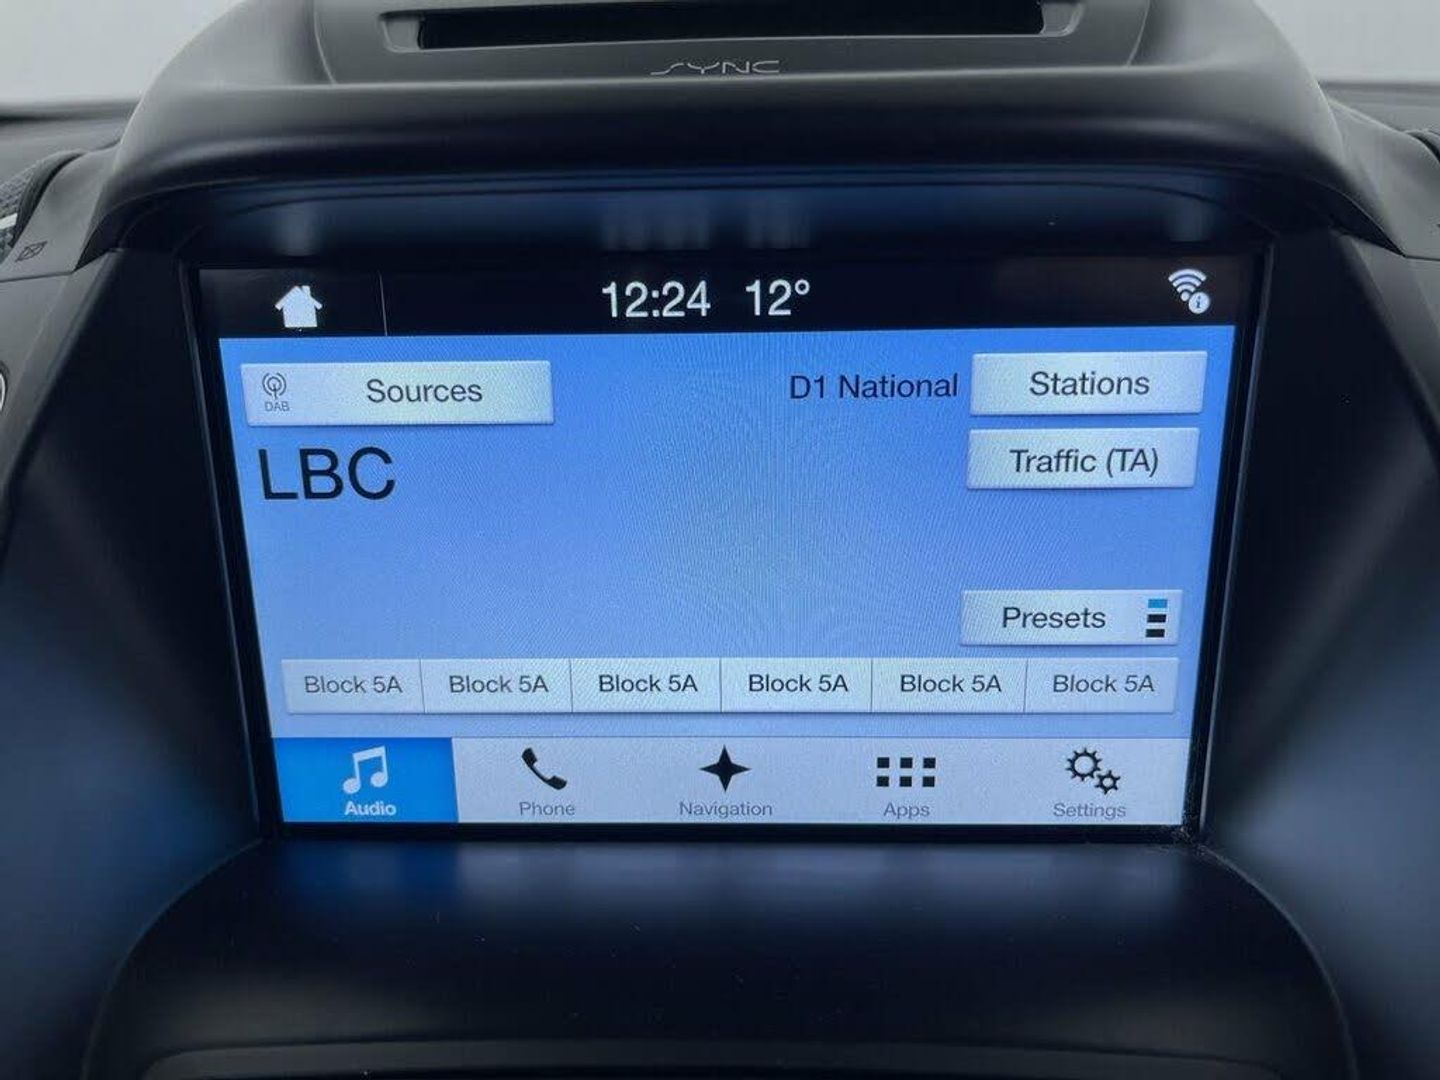 SYNC
12:24 12°
DAB Sources
D1 National Stations
LBC
Traffic (TA)
Presets
Block 5A Block 5A Block 5A Block 5A Block 5A Block 5A
Audio Phone Navigation Apps Settings